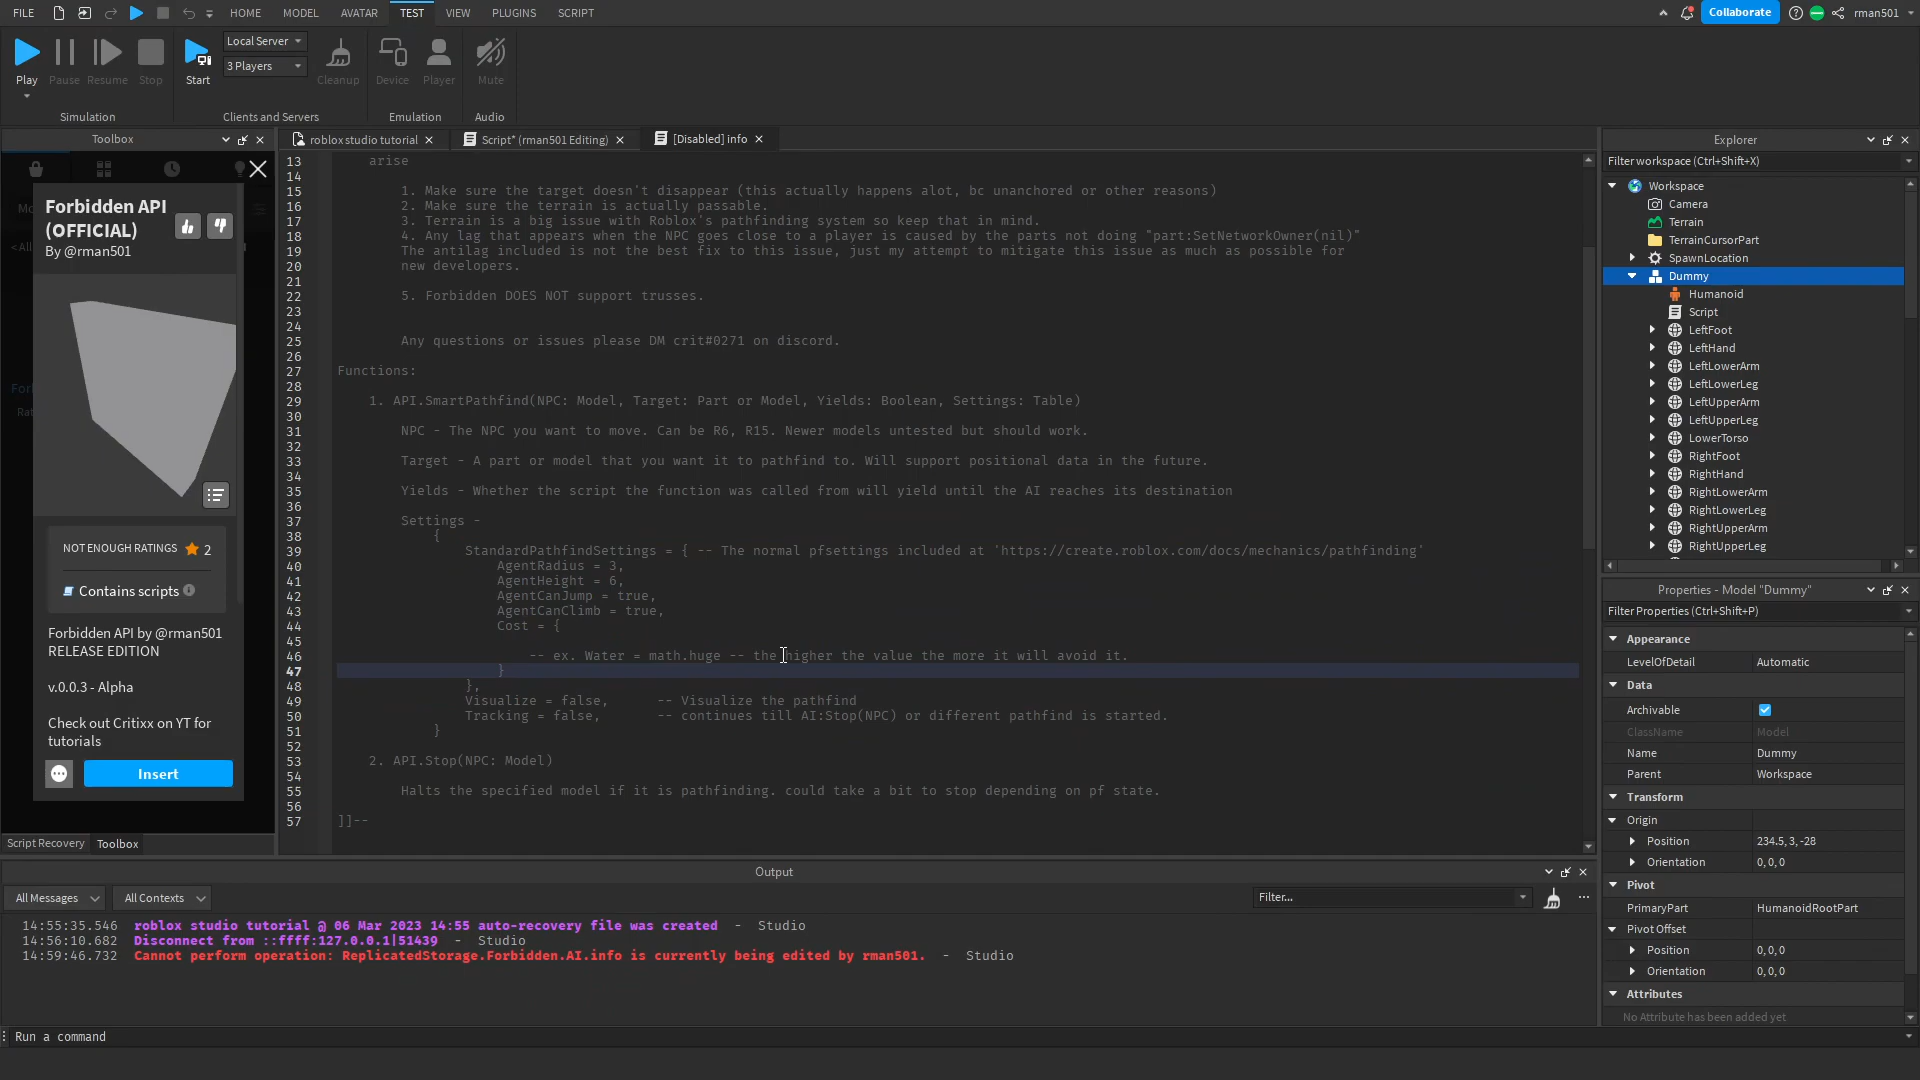 FILE HOME MODEL AVATAR TEST VIEW PLUGINS SCRIPT Collaborate rman501
Play Pause Resume Stop Start Local Server 3 Players Cleanup Device Player Mute
Simulation Clients and Servers Emulation Audio
Toolbox
Forbidden API
(OFFICIAL)
By @rman501
NOT ENOUGH RATINGS 2
Contains scripts
Forbidden API by @rman501
RELEASE EDITION
v.0.0.3 - Alpha
Check out Critixx on YT for
tutorials
Insert
Script Recovery Toolbox
roblox studio tutorial Script* (rman501 Editing) [Disabled] info
13 arise
14
15 1. Make sure the target doesn't disappear (this actually happens alot, bc unanchored or other reasons)
16 2. Make sure the terrain is actually passable.
17 3. Terrain is a big issue with Roblox's pathfinding system so keep that in mind.
18 4. Any lag that appears when the NPC goes close to a player is caused by the parts not doing "part:SetNetworkOwner(nil)"
19 The antilag included is not the best fix to this issue, just my attempt to mitigate this issue as much as possible for
20 new developers.
21
22 5. Forbidden DOES NOT support trusses.
23
24
25 Any questions or issues please DM crit#0271 on discord.
26
27 Functions:
28
29 1. API.SmartPathfind(NPC: Model, Target: Part or Model, Yields: Boolean, Settings: Table)
30
31 NPC - The NPC you want to move. Can be R6, R15. Newer models untested but should work.
32
33 Target - A part or model that you want it to pathfind to. Will support positional data in the future.
34
35 Yields - Whether the script the function was called from will yield until the AI reaches its destination
36
37 Settings -
38 {
39 StandardPathfindSettings = { -- The normal pfsettings included at 'https://create.roblox.com/docs/mechanics/pathfinding'
40 AgentRadius = 3,
41 AgentHeight = 6,
42 AgentCanJump = true,
43 AgentCanClimb = true,
44 Cost = {
45
46 -- ex. Water = math.huge -- the higher the value the more it will avoid it.
47 }
48 },
49 Visualize = false, -- Visualize the pathfind
50 Tracking = false, -- continues till AI:Stop(NPC) or different pathfind is started.
51 }
52
53 2. API.Stop(NPC: Model)
54
55 Halts the specified model if it is pathfinding. could take a bit to stop depending on pf state.
56
57 ]]--
Explorer
Filter workspace (Ctrl+Shift+X)
Workspace
Camera
Terrain
TerrainCursorPart
SpawnLocation
Dummy
Humanoid
Script
LeftFoot
LeftHand
LeftLowerArm
LeftLowerLeg
LeftUpperArm
LeftUpperLeg
LowerTorso
RightFoot
RightHand
RightLowerArm
RightLowerLeg
RightUpperArm
RightUpperLeg
Properties - Model "Dummy"
Filter Properties (Ctrl+Shift+P)
Appearance
LevelOfDetail Automatic
Data
Archivable
ClassName Model
Name Dummy
Parent Workspace
Transform
Origin
Position 234.5, 3, -28
Orientation 0, 0, 0
Pivot
PrimaryPart HumanoidRootPart
Pivot Offset
Position 0, 0, 0
Orientation 0, 0, 0
Attributes
No Attribute has been added yet
Output
All Messages All Contexts Filter...
14:55:35.546 roblox studio tutorial @ 06 Mar 2023 14:55 auto-recovery file was created - Studio
14:56:10.682 Disconnect from ::ffff:127.0.0.1|51439 - Studio
14:59:46.732 Cannot perform operation: ReplicatedStorage.Forbidden.AI.info is currently being edited by rman501. - Studio
Run a command